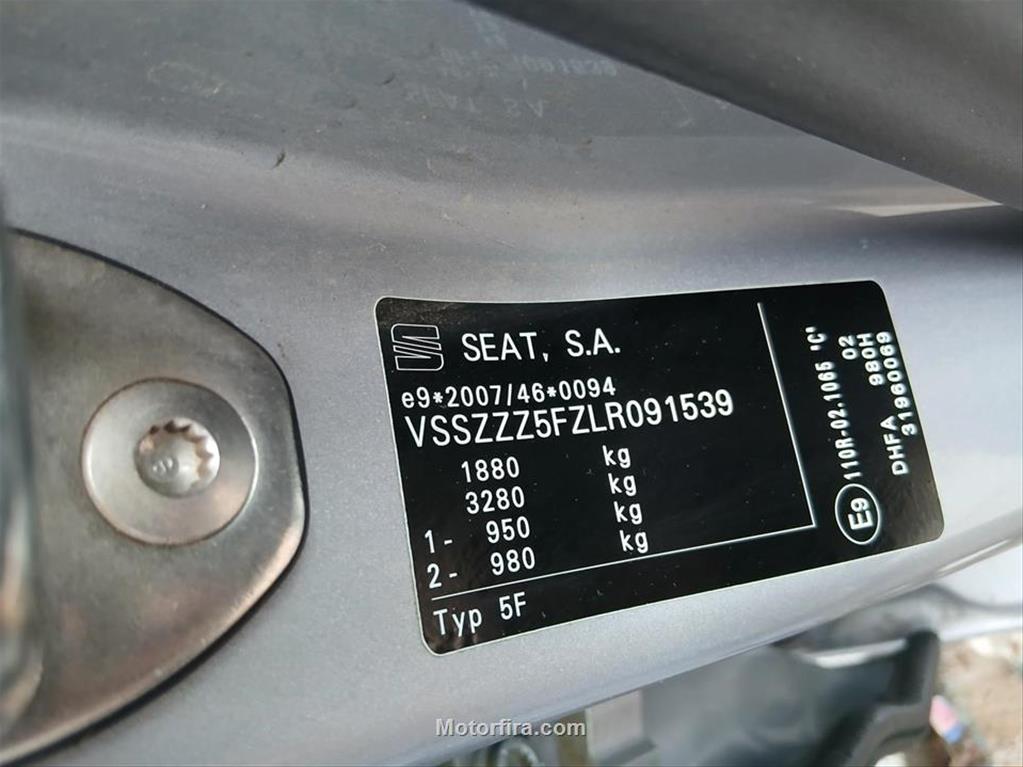 SEAT, S.A.
e9*2007/46*0094
VSSZZZ5FZLR091539
1880 kg
3280 kg
1- 950 kg
2- 980 kg
Typ 5F
E9 110R-02.1065 "C"
02
DHFA 980H
31960069
Motorfira.com